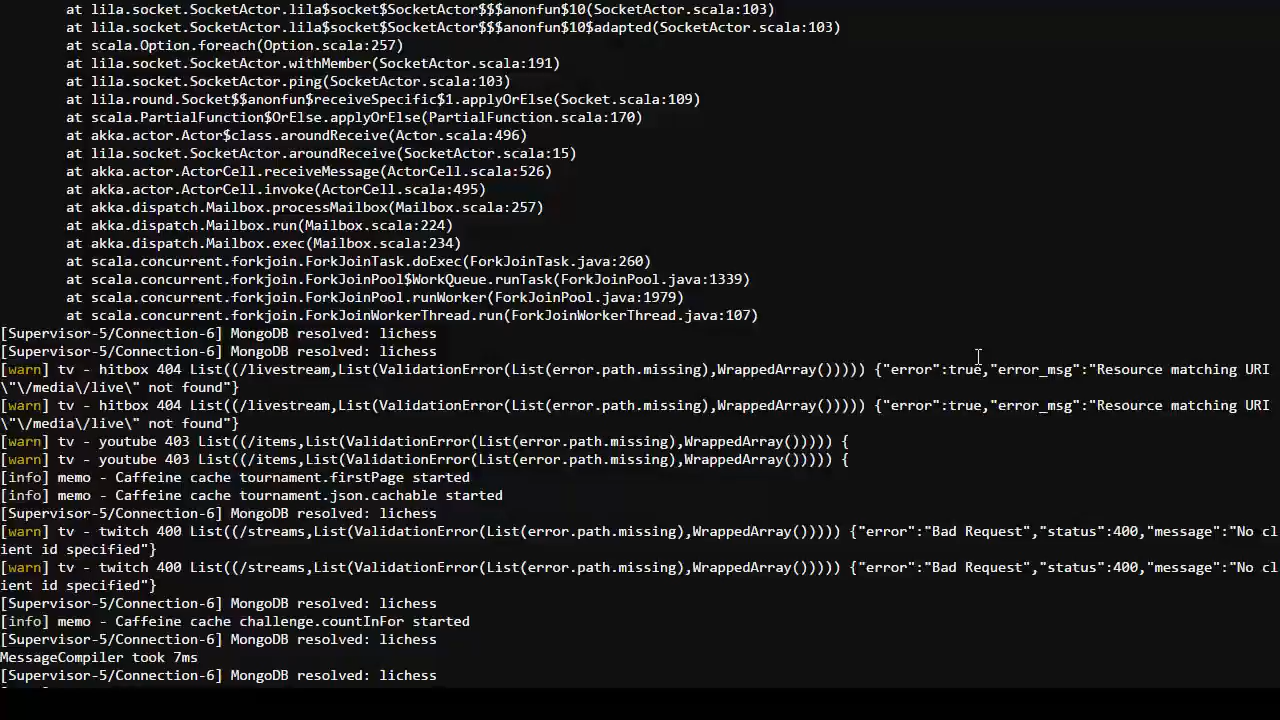 at lila.socket.SocketActor.lila$socket$SocketActor$$$anonfun$10(SocketActor.scala:103)
at lila.socket.SocketActor.lila$socket$SocketActor$$$anonfun$10$adapted(SocketActor.scala:103)
at scala.Option.foreach(Option.scala:257)
at lila.socket.SocketActor.withMember(SocketActor.scala:191)
at lila.socket.SocketActor.ping(SocketActor.scala:103)
at lila.round.Socket$$anonfun$receiveSpecific$1.applyOrElse(Socket.scala:109)
at scala.PartialFunction$OrElse.applyOrElse(PartialFunction.scala:170)
at akka.actor.Actor$class.aroundReceive(Actor.scala:496)
at lila.socket.SocketActor.aroundReceive(SocketActor.scala:15)
at akka.actor.ActorCell.receiveMessage(ActorCell.scala:526)
at akka.actor.ActorCell.invoke(ActorCell.scala:495)
at akka.dispatch.Mailbox.processMailbox(Mailbox.scala:257)
at akka.dispatch.Mailbox.run(Mailbox.scala:224)
at akka.dispatch.Mailbox.exec(Mailbox.scala:234)
at scala.concurrent.forkjoin.ForkJoinTask.doExec(ForkJoinTask.java:260)
at scala.concurrent.forkjoin.ForkJoinPool$WorkQueue.runTask(ForkJoinPool.java:1339)
at scala.concurrent.forkjoin.ForkJoinPool.runWorker(ForkJoinPool.java:1979)
at scala.concurrent.forkjoin.ForkJoinWorkerThread.run(ForkJoinWorkerThread.java:107)
[Supervisor-5/Connection-6] MongoDB resolved: lichess
[Supervisor-5/Connection-6] MongoDB resolved: lichess
[warn] tv - hitbox 404 List((/livestream,List(ValidationError(List(error.path.missing),WrappedArray())))) {"error":true,"error_msg":"Resource matching URI
\"\/media\/live\" not found"}
[warn] tv - hitbox 404 List((/livestream,List(ValidationError(List(error.path.missing),WrappedArray())))) {"error":true,"error_msg":"Resource matching URI
\"\/media\/live\" not found"}
[warn] tv - youtube 403 List((/items,List(ValidationError(List(error.path.missing),WrappedArray())))) {
[warn] tv - youtube 403 List((/items,List(ValidationError(List(error.path.missing),WrappedArray())))) {
[info] memo - Caffeine cache tournament.firstPage started
[info] memo - Caffeine cache tournament.json.cachable started
[Supervisor-5/Connection-6] MongoDB resolved: lichess
[warn] tv - twitch 400 List((/streams,List(ValidationError(List(error.path.missing),WrappedArray())))) {"error":"Bad Request","status":400,"message":"No cl
ient id specified"}
[warn] tv - twitch 400 List((/streams,List(ValidationError(List(error.path.missing),WrappedArray())))) {"error":"Bad Request","status":400,"message":"No cl
ient id specified"}
[Supervisor-5/Connection-6] MongoDB resolved: lichess
[info] memo - Caffeine cache challenge.countInFor started
[Supervisor-5/Connection-6] MongoDB resolved: lichess
MessageCompiler took 7ms
[Supervisor-5/Connection-6] MongoDB resolved: lichess